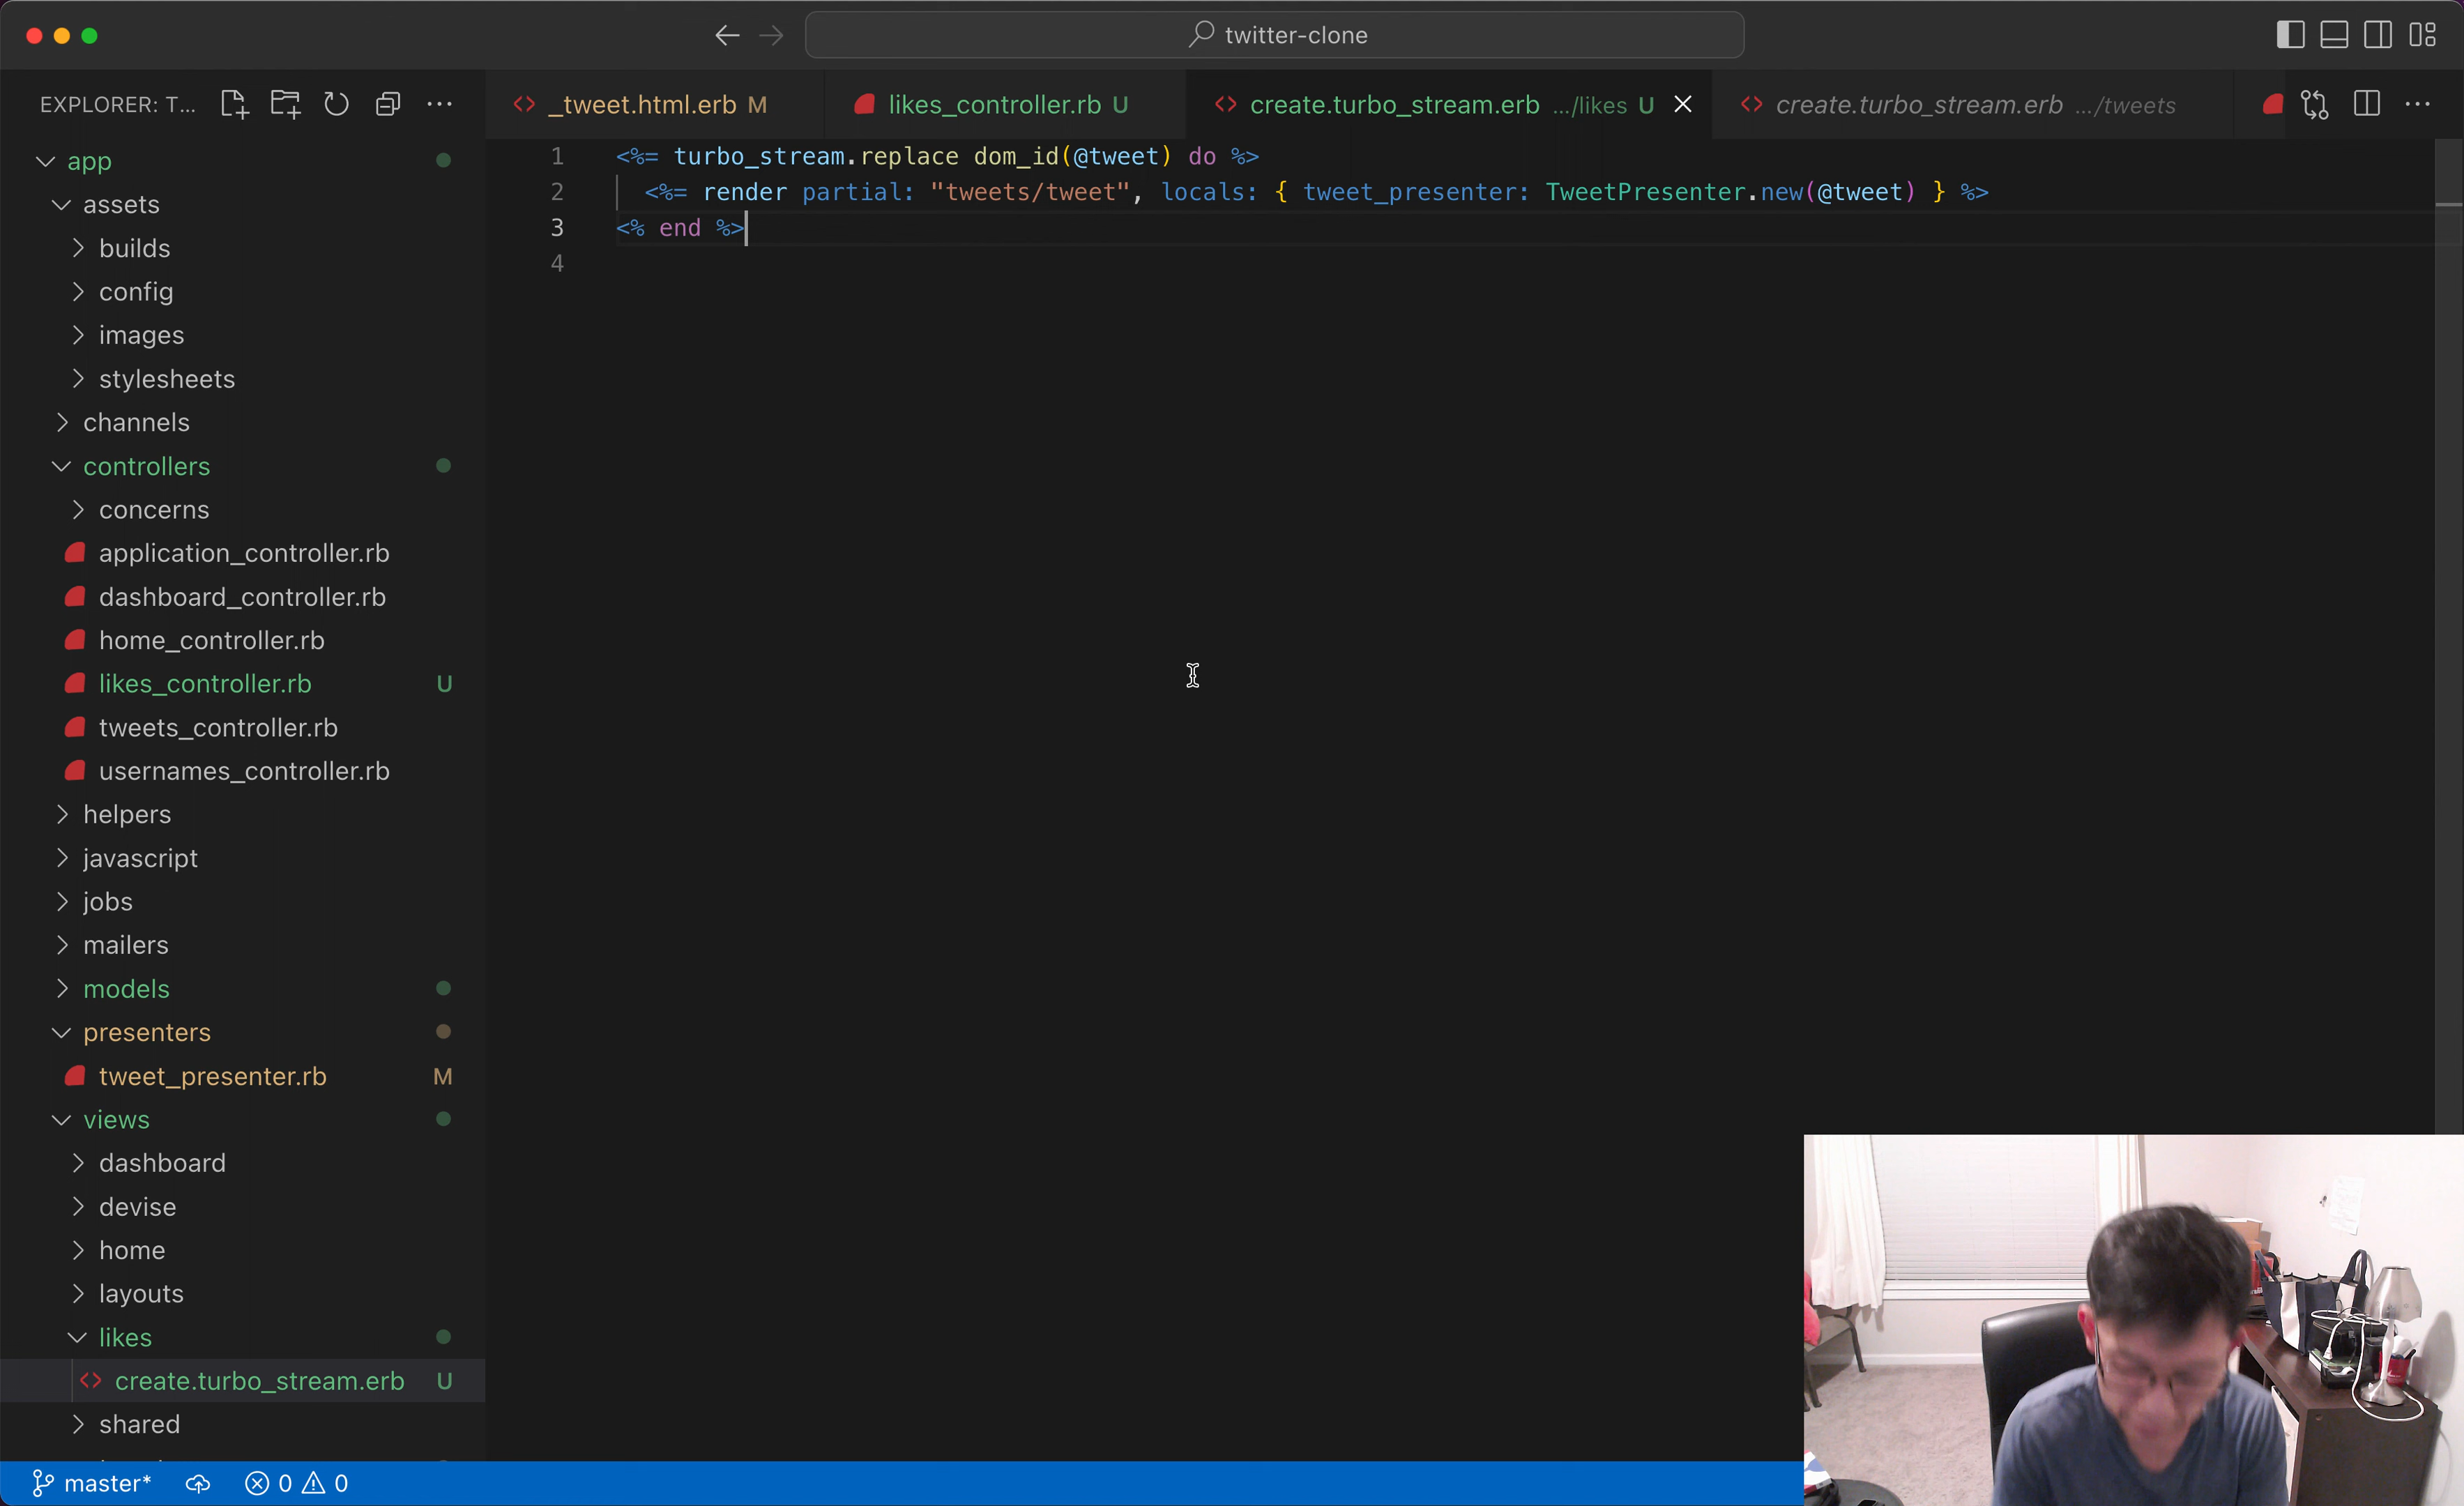 twitter-clone
EXPLORER: T...
_tweet.html.erb M
likes_controller.rb U
create.turbo_stream.erb .../likes U
create.turbo_stream.erb .../tweets
1 <%= turbo_stream.replace dom_id(@tweet) do %>
2 <%= render partial: "tweets/tweet", locals: { tweet_presenter: TweetPresenter.new(@tweet) } %>
3 <% end %>
4
app
assets
builds
config
images
stylesheets
channels
controllers
concerns
application_controller.rb
dashboard_controller.rb
home_controller.rb
likes_controller.rb U
tweets_controller.rb
usernames_controller.rb
helpers
javascript
jobs
mailers
models
presenters
tweet_presenter.rb M
views
dashboard
devise
home
layouts
likes
create.turbo_stream.erb U
shared
master* 0 0